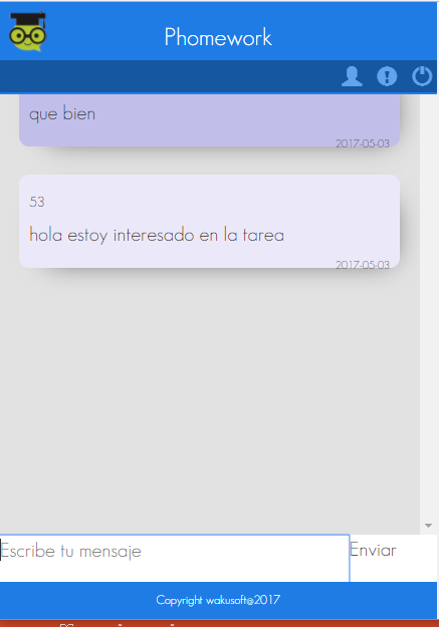 Phomework
que bien
2017-05-03
53
hola estoy interesado en la tarea
2017-05-03
Escribe tu mensaje
Enviar
Copyright wakusoft@2017